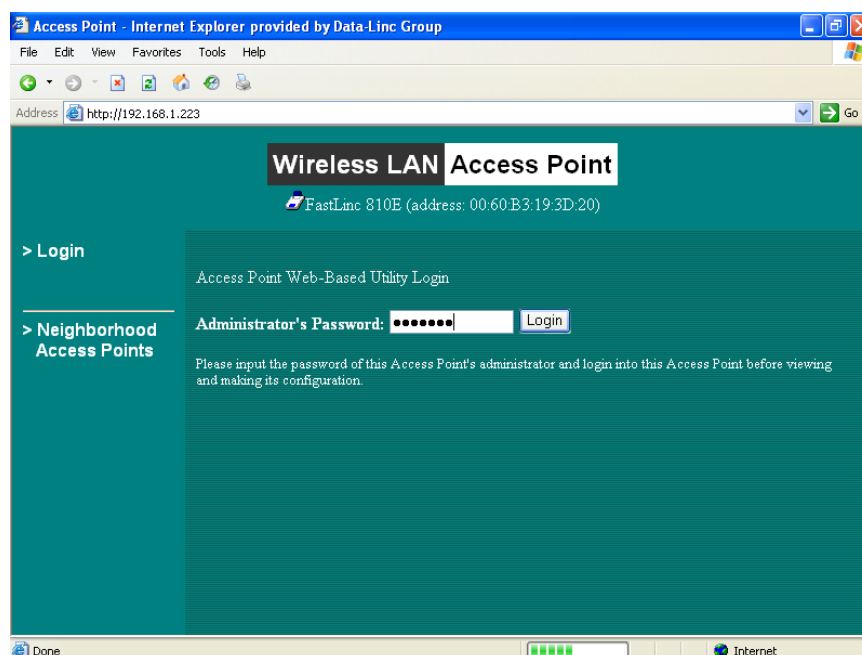 Access Point - Internet Explorer provided by Data-Linc Group
File Edit View Favorites Tools Help
Address http://192.168.1.223 Go
Wireless LAN Access Point
FastLinc 810E (address: 00:60:B3:19:3D:20)
> Login
Access Point Web-Based Utility Login
Administrator's Password: ●●●●●●● Login
> Neighborhood
Access Points
Please input the password of this Access Point's administrator and login into this Access Point before viewing
and making its configuration.
Done Internet